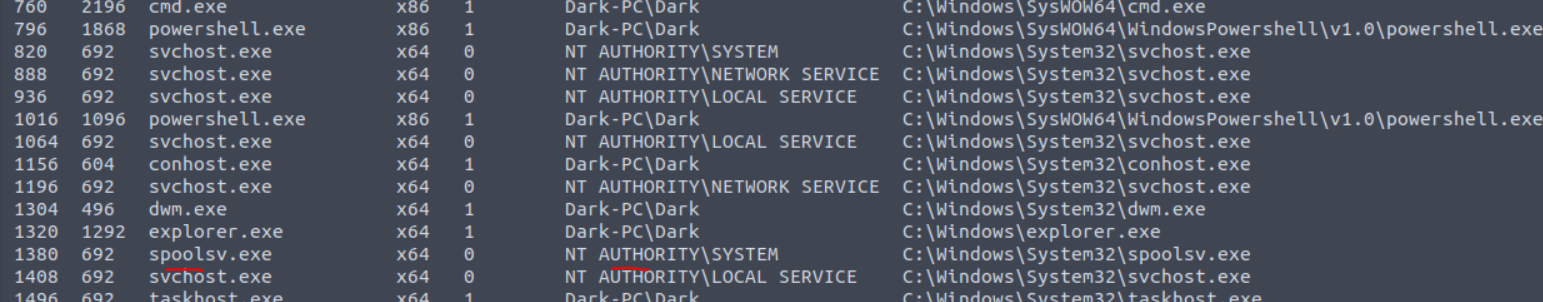 760 2196 cmd.exe x86 1 Dark-PC\Dark C:\Windows\SysWOW64\cmd.exe
796 1868 powershell.exe x86 1 Dark-PC\Dark C:\Windows\SysWOW64\WindowsPowershell\v1.0\powershell.exe
820 692 svchost.exe x64 0 NT AUTHORITY\SYSTEM C:\Windows\System32\svchost.exe
888 692 svchost.exe x64 0 NT AUTHORITY\NETWORK SERVICE C:\Windows\System32\svchost.exe
936 692 svchost.exe x64 0 NT AUTHORITY\LOCAL SERVICE C:\Windows\System32\svchost.exe
1016 1096 powershell.exe x86 1 Dark-PC\Dark C:\Windows\SysWOW64\WindowsPowershell\v1.0\powershell.exe
1064 692 svchost.exe x64 0 NT AUTHORITY\LOCAL SERVICE C:\Windows\System32\svchost.exe
1156 604 conhost.exe x64 1 Dark-PC\Dark C:\Windows\System32\conhost.exe
1196 692 svchost.exe x64 0 NT AUTHORITY\NETWORK SERVICE C:\Windows\System32\svchost.exe
1304 496 dwm.exe x64 1 Dark-PC\Dark C:\Windows\System32\dwm.exe
1320 1292 explorer.exe x64 1 Dark-PC\Dark C:\Windows\explorer.exe
1380 692 spoolsv.exe x64 0 NT AUTHORITY\SYSTEM C:\Windows\System32\spoolsv.exe
1408 692 svchost.exe x64 0 NT AUTHORITY\LOCAL SERVICE C:\Windows\System32\svchost.exe
1496 692 taskhost.exe x64 1 Dark-PC\Dark C:\Windows\System32\taskhost.exe